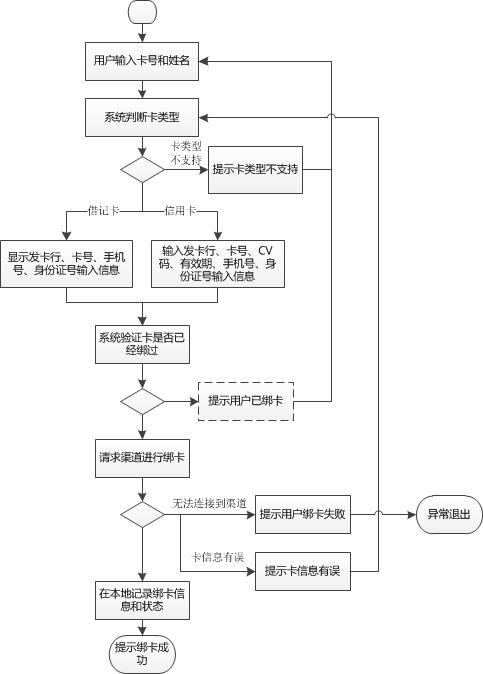 用户输入卡号和姓名
系统判断卡类型
卡类型
不支持
提示卡类型不支持
借记卡
信用卡
显示发卡行、卡号、手机
号、身份证号输入信息
输入发卡行、卡号、CV
码、有效期、手机号、身
份证号输入信息
系统验证卡是否已
经绑过
提示用户已绑卡
请求渠道进行绑卡
无法连接到渠道
提示用户绑卡失败
异常退出
卡信息有误
提示卡信息有误
在本地记录绑卡信
息和状态
提示绑卡成
功